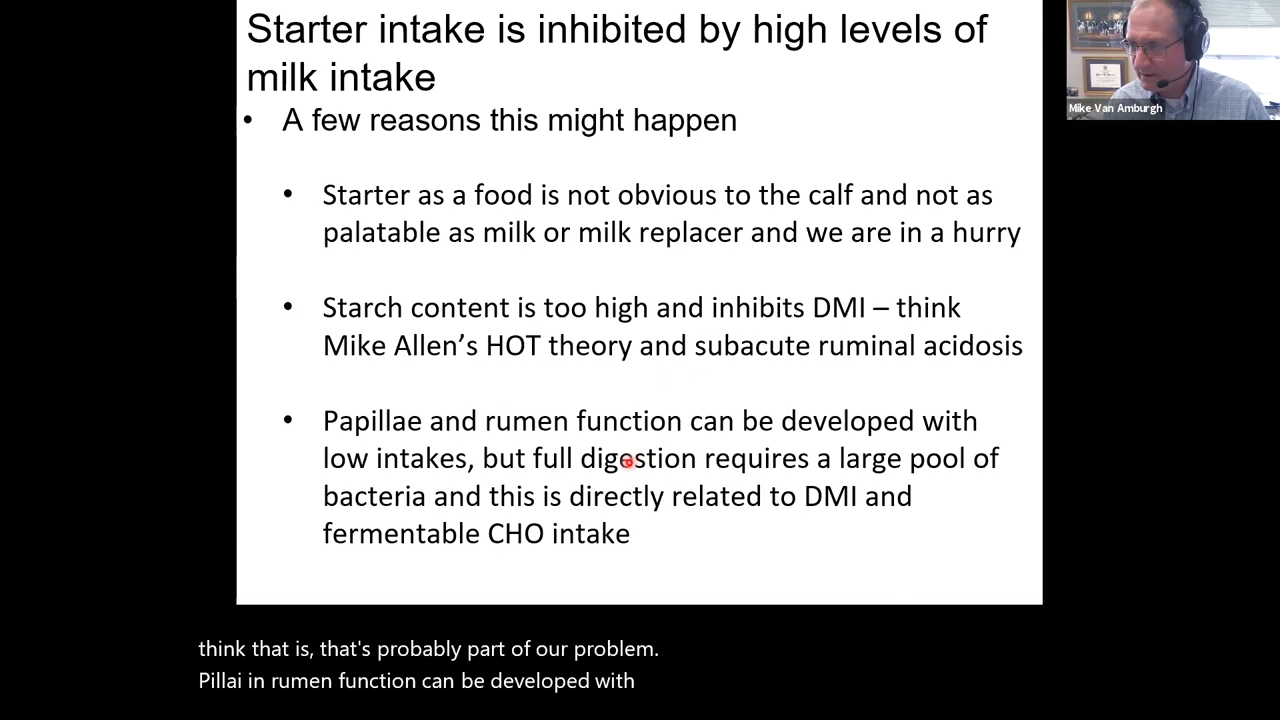 Starter intake is inhibited by high levels of
milk intake
• A few reasons this might happen
• Starter as a food is not obvious to the calf and not as
palatable as milk or milk replacer and we are in a hurry
• Starch content is too high and inhibits DMI – think
Mike Allen's HOT theory and subacute ruminal acidosis
• Papillae and rumen function can be developed with
low intakes, but full digestion requires a large pool of
bacteria and this is directly related to DMI and
fermentable CHO intake
Mike Van Amburgh
think that is, that's probably part of our problem.
Pillai in rumen function can be developed with